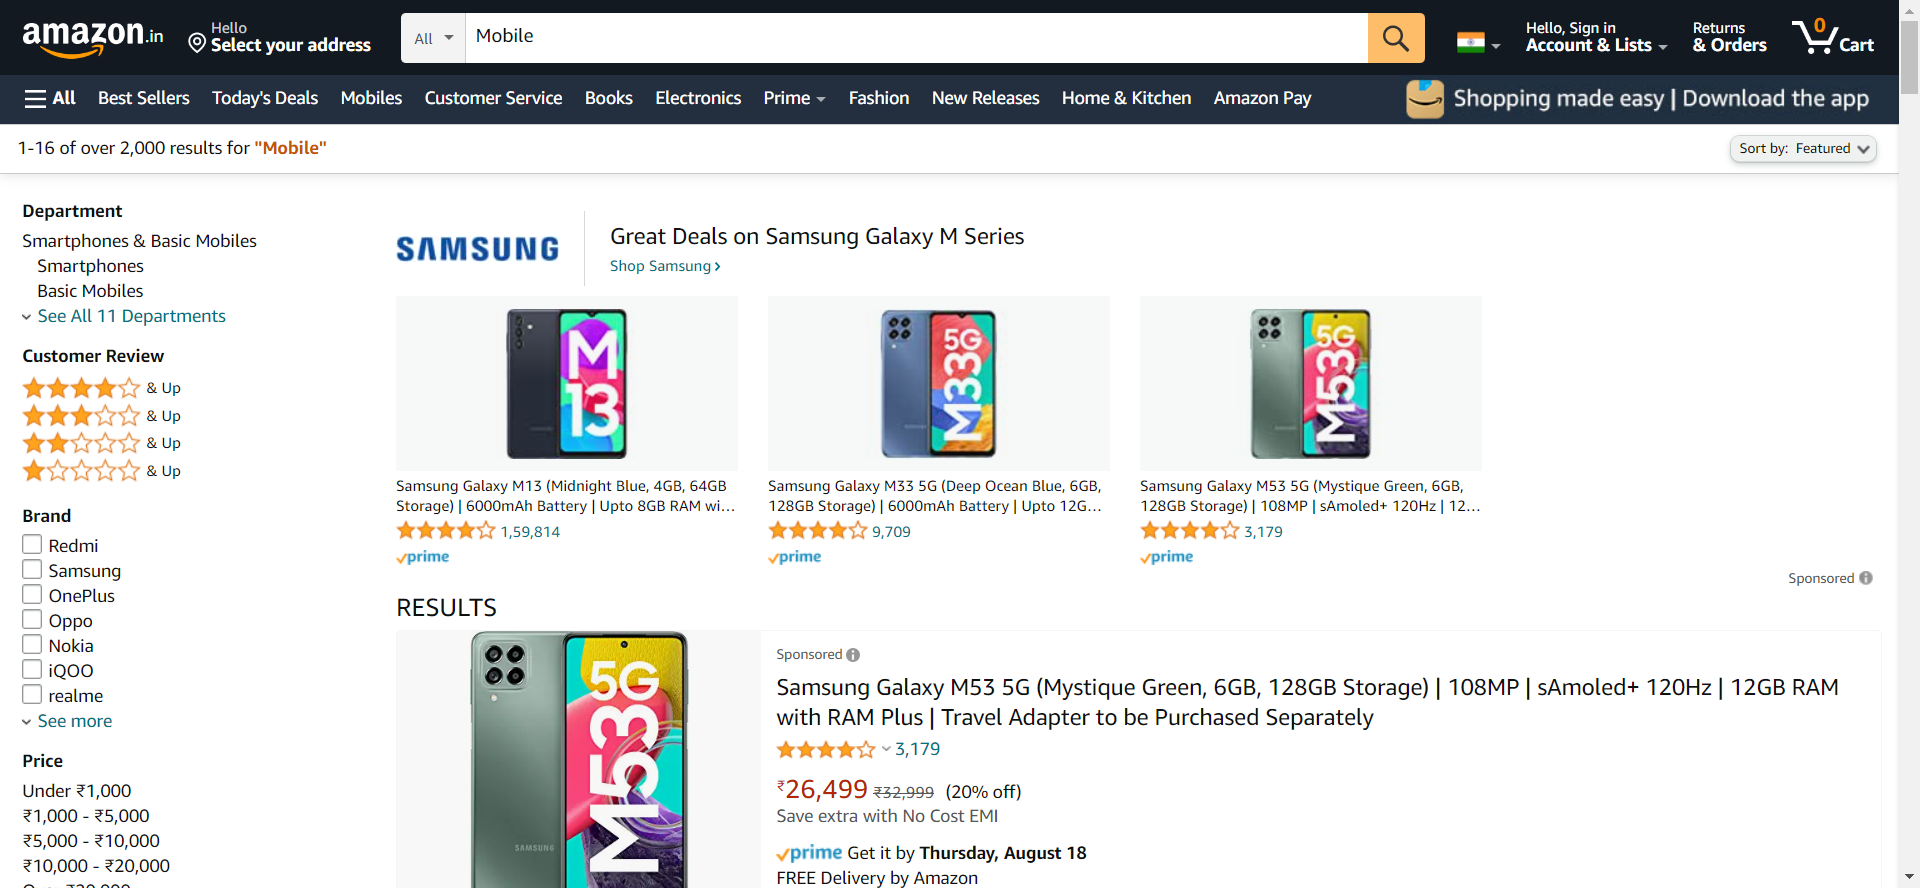 amazon.in
Hello
Select your address
All
Mobile
Hello, Sign in
Account & Lists
Returns
& Orders
0
Cart
All
Best Sellers
Today's Deals
Mobiles
Customer Service
Books
Electronics
Prime
Fashion
New Releases
Home & Kitchen
Amazon Pay
Shopping made easy | Download the app
1-16 of over 2,000 results for "Mobile"
Sort by: Featured
Department
Smartphones & Basic Mobiles
Smartphones
Basic Mobiles
See All 11 Departments
Customer Review
& Up
& Up
& Up
& Up
Brand
Redmi
Samsung
OnePlus
Oppo
Nokia
iQOO
realme
See more
Price
Under ₹1,000
₹1,000 - ₹5,000
₹5,000 - ₹10,000
₹10,000 - ₹20,000
SAMSUNG
Great Deals on Samsung Galaxy M Series
Shop Samsung
M
13
5G
M33
5G
M53
Samsung Galaxy M13 (Midnight Blue, 4GB, 64GB
Storage) | 6000mAh Battery | Upto 8GB RAM wi...
1,59,814
prime
Samsung Galaxy M33 5G (Deep Ocean Blue, 6GB,
128GB Storage) | 6000mAh Battery | Upto 12G...
9,709
prime
Samsung Galaxy M53 5G (Mystique Green, 6GB,
128GB Storage) | 108MP | sAmoled+ 120Hz | 12...
3,179
prime
Sponsored
RESULTS
5G
M53
SAMSUNG
Sponsored
Samsung Galaxy M53 5G (Mystique Green, 6GB, 128GB Storage) | 108MP | sAmoled+ 120Hz | 12GB RAM
with RAM Plus | Travel Adapter to be Purchased Separately
3,179
₹26,499 ₹32,999 (20% off)
Save extra with No Cost EMI
prime Get it by Thursday, August 18
FREE Delivery by Amazon